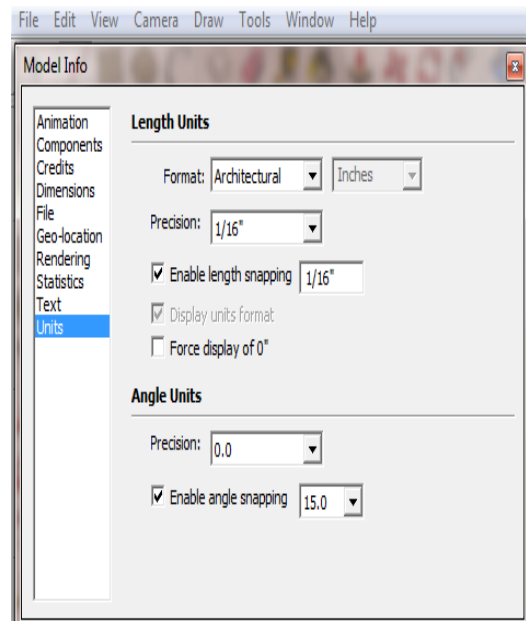 File Edit View Camera Draw Tools Window Help
Model Info
Animation
Components
Credits
Dimensions
File
Geo-location
Rendering
Statistics
Text
Units
Length Units
Format: Architectural Inches
Precision: 1/16"
Enable length snapping 1/16"
Display units format
Force display of 0"
Angle Units
Precision: 0.0
Enable angle snapping 15.0